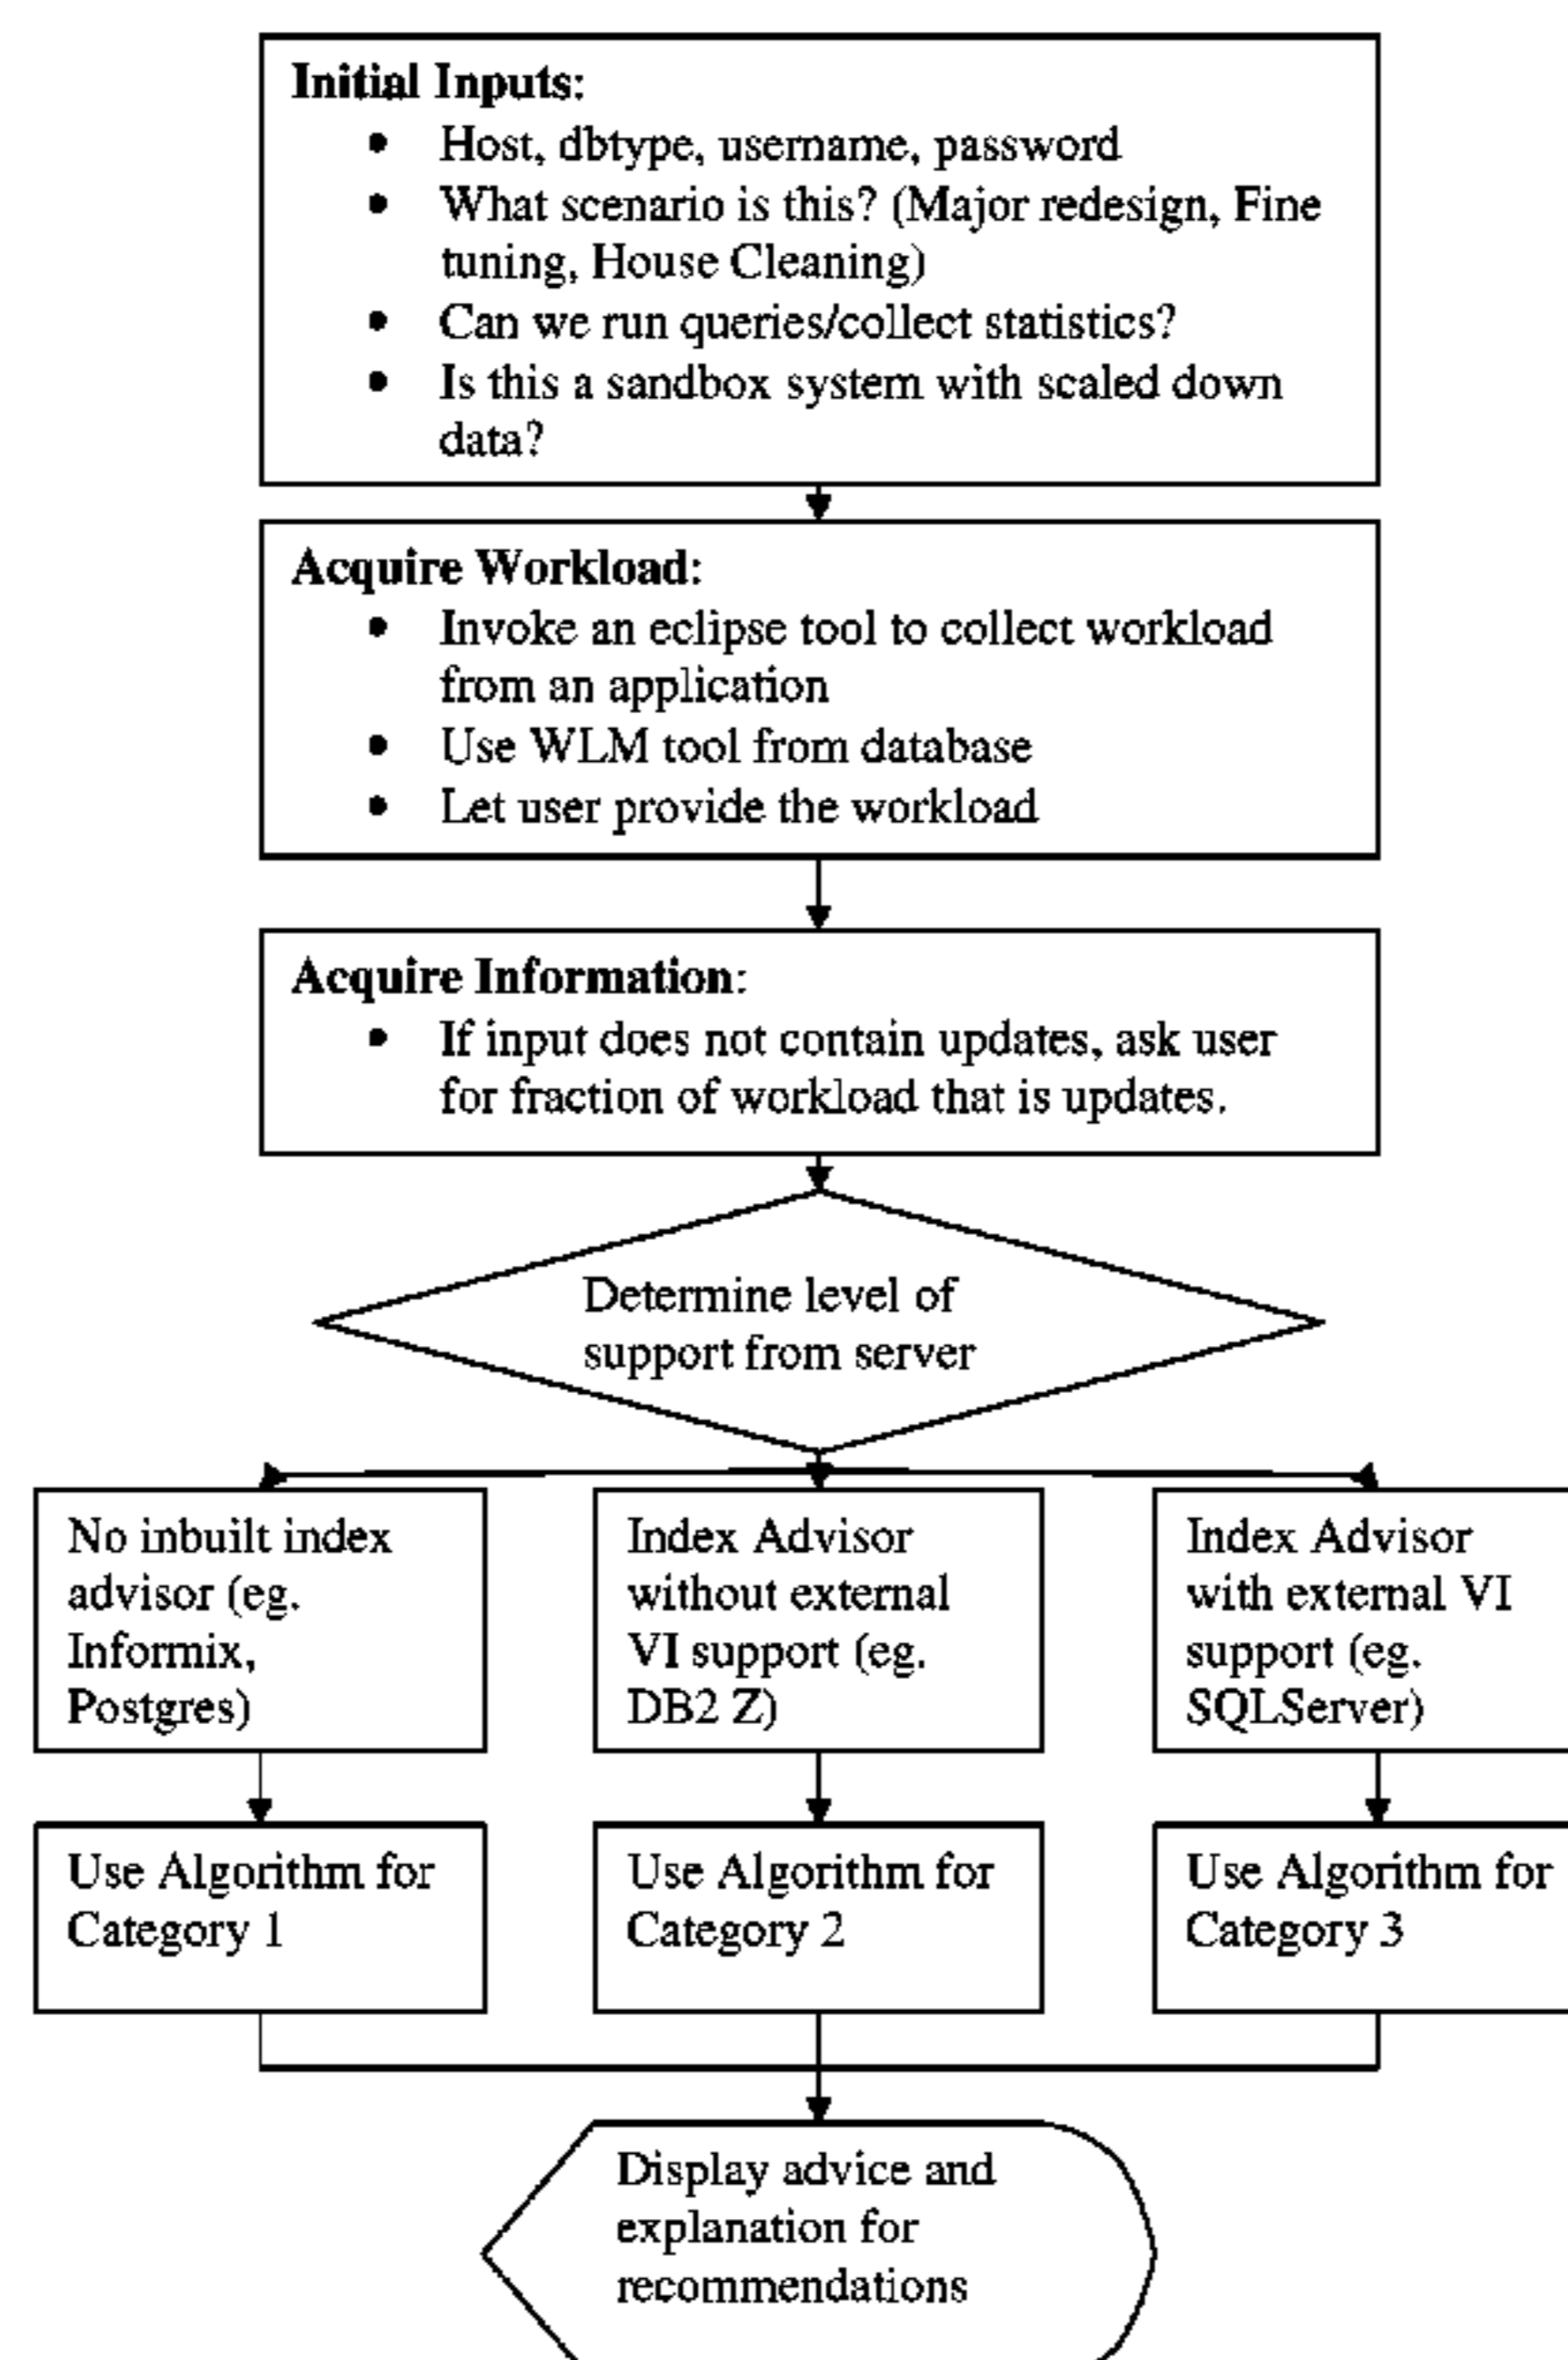 Initial Inputs:
• Host, dbtype, username, password
• What scenario is this? (Major redesign, Fine
tuning, House Cleaning)
• Can we run queries/collect statistics?
• Is this a sandbox system with scaled down
data?
Acquire Workload:
• Invoke an eclipse tool to collect workload
from an application
• Use WLM tool from database
• Let user provide the workload
Acquire Information:
• If input does not contain updates, ask user
for fraction of workload that is updates.
Determine level of
support from server
No inbuilt index
advisor (eg.
Informix,
Postgres)
Index Advisor
without external
VI support (eg.
DB2 Z)
Index Advisor
with external VI
support (eg.
SQLServer)
Use Algorithm for
Category 1
Use Algorithm for
Category 2
Use Algorithm for
Category 3
Display advice and
explanation for
recommendations